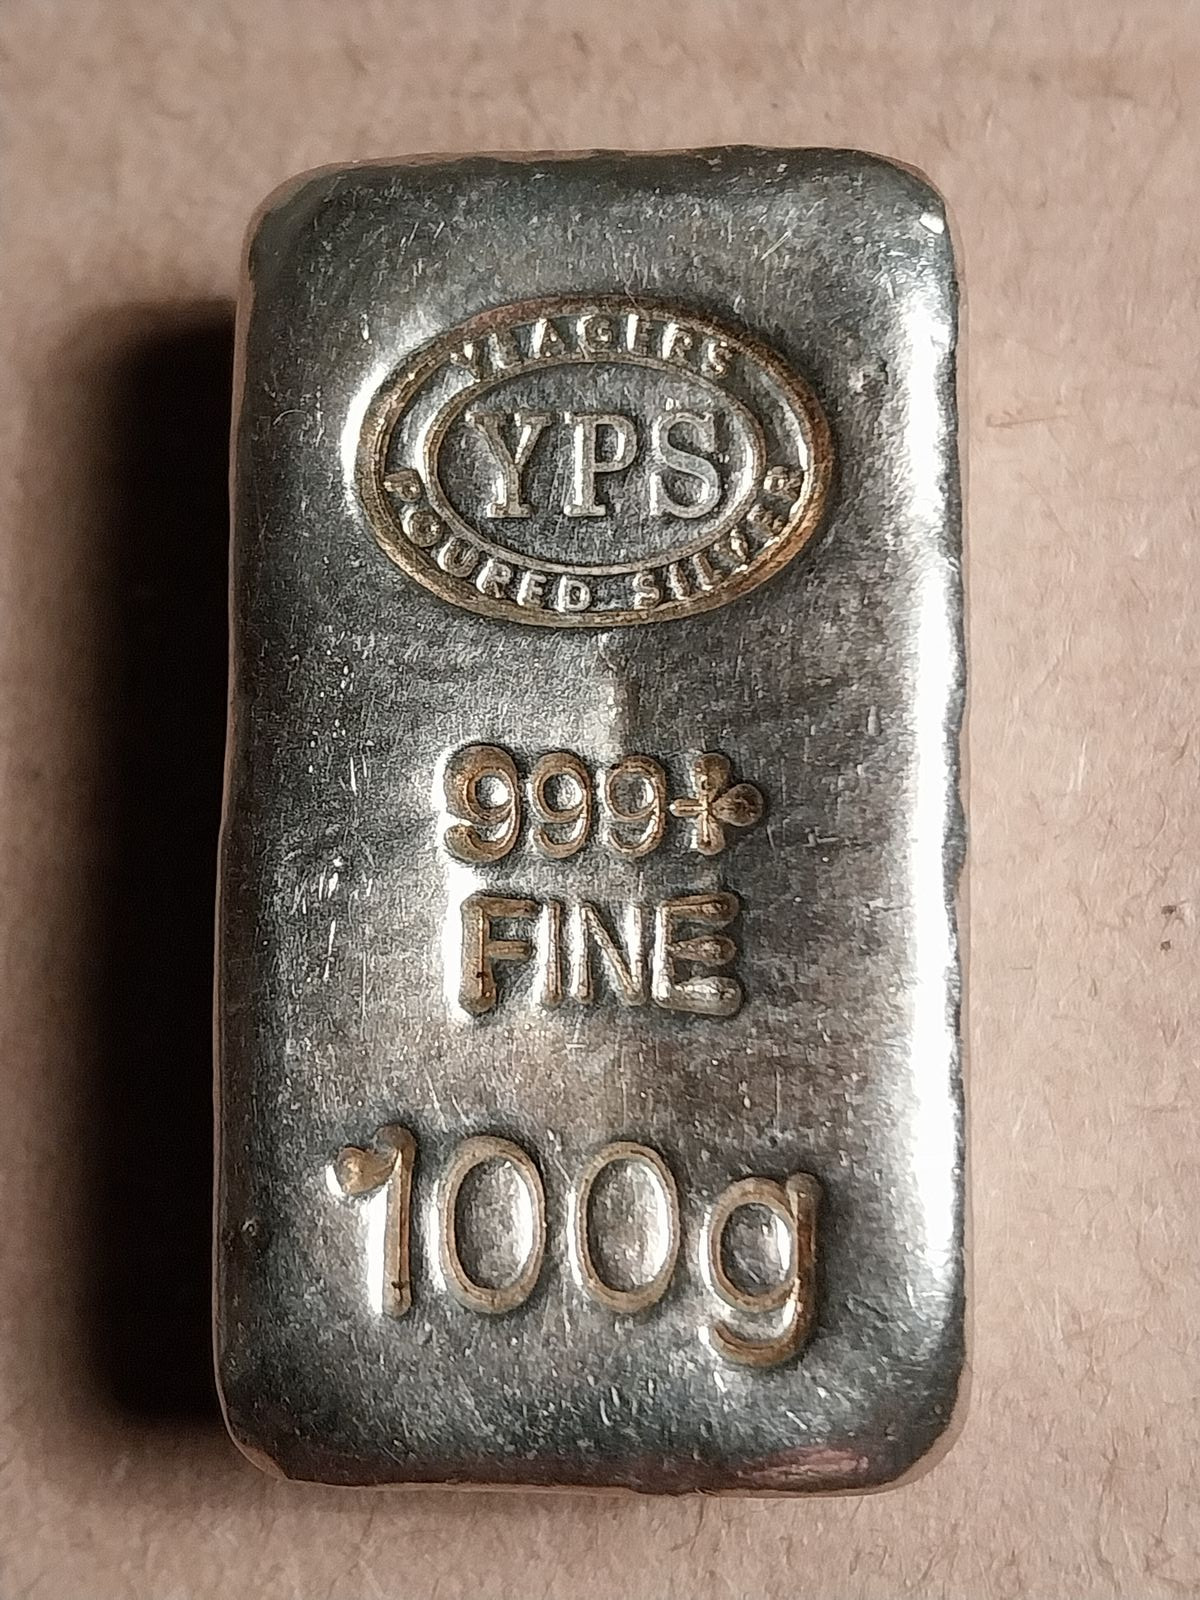 YEAGERS
YPS
POURED SILVER
999+
FINE
100g